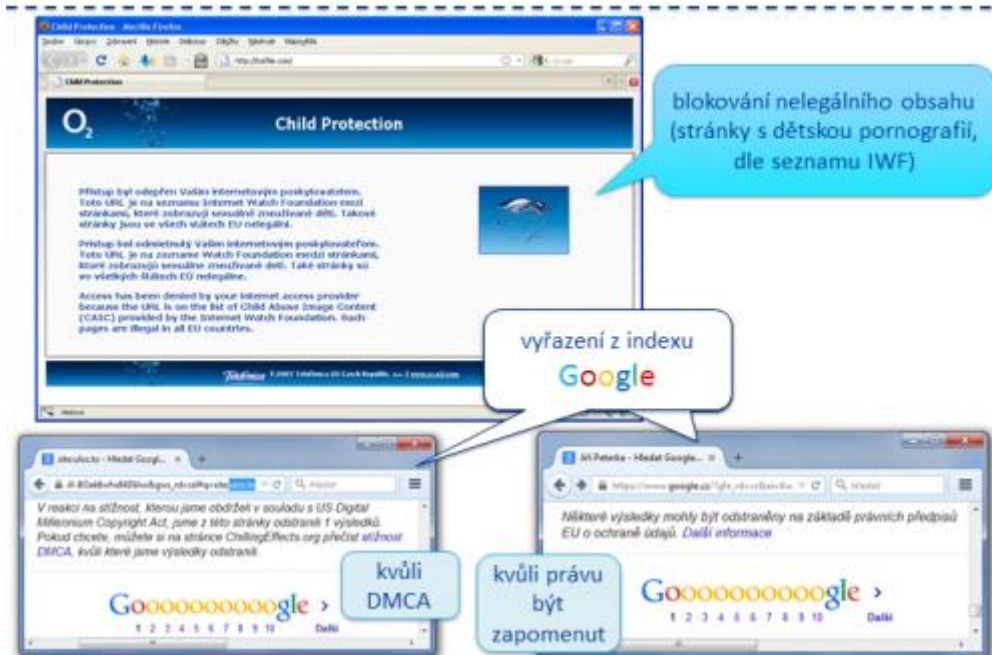 Child Protection - Mozilla Firefox
Child Protection
O2
Child Protection
Přístup byl odepřen Vaším internetovým poskytovatelem.
Toto URL je na seznamu Internet Watch Foundation mezi
stránkami, které zobrazují sexuálně zneužívané děti. Takové
stránky jsou ve všech státech EU nelegální.
Prístup bol odmietnutý Vaším internetovým poskytovateľom.
Toto URL je na zozname Watch Foundation medzi stránkami,
ktoré zobrazujú sexuálne zneužívané deti. Také stránky sú
vo všetkých štátoch EÚ nelegálne.
Access has been denied by your internet access provider
because the URL is on the list of Child Abuse Image Content
(CAIC) provided by the Internet Watch Foundation. Such
pages are illegal in all EU countries.
Telefónica
blokování nelegálního obsahu
(stránky s dětskou pornografií,
dle seznamu IWF)
vyřazení z indexu
Google
Hledat Googl...
Hledat
V reakci na stížnost, kterou jsme obdrželi v souladu s US Digital
Millennium Copyright Act, jsme z této stránky odstranili 1 výsledků.
Pokud chcete, můžete si na stránce ChillingEffects.org přečíst stížnost
DMCA, kvůli které jsme výsledky odstranili.
Goooooooooogle >
1 2 3 4 5 6 7 8 9 10 Další
kvůli
DMCA
Jiří Peterka - Hledat Google...
Hledat
Některé výsledky mohly být odstraněny na základě právních předpisů
EU o ochraně údajů. Další informace
Goooooooooogle >
1 2 3 4 5 6 7 8 9 10 Další
kvůli právu
být
zapomenut